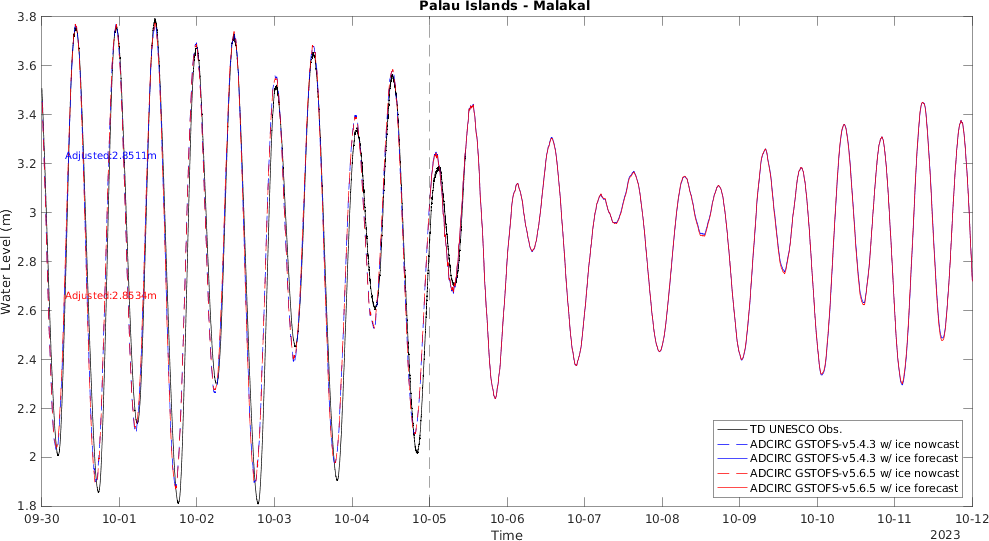 Palau Islands - Malakal
3.8
3.6
3.4
3.2
3
2.8
2.6
2.4
2.2
2
1.8
Water Level (m)
Adjusted:2.8511m
Adjusted:2.8534m
TD UNESCO Obs.
ADCIRC GSTOFS-v5.4.3 w/ ice nowcast
ADCIRC GSTOFS-v5.4.3 w/ ice forecast
ADCIRC GSTOFS-v5.6.5 w/ ice nowcast
ADCIRC GSTOFS-v5.6.5 w/ ice forecast
09-30 10-01 10-02 10-03 10-04 10-05 10-06 10-07 10-08 10-09 10-10 10-11 10-12
Time
2023